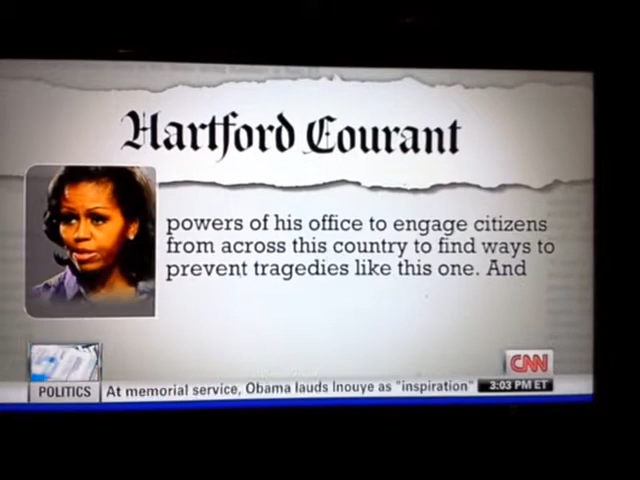 Hartford Courant
powers of his office to engage citizens
from across this country to find ways to
prevent tragedies like this one. And
CNN
POLITICS At memorial service, Obama lauds Inouye as "inspiration" 3:03 PM ET